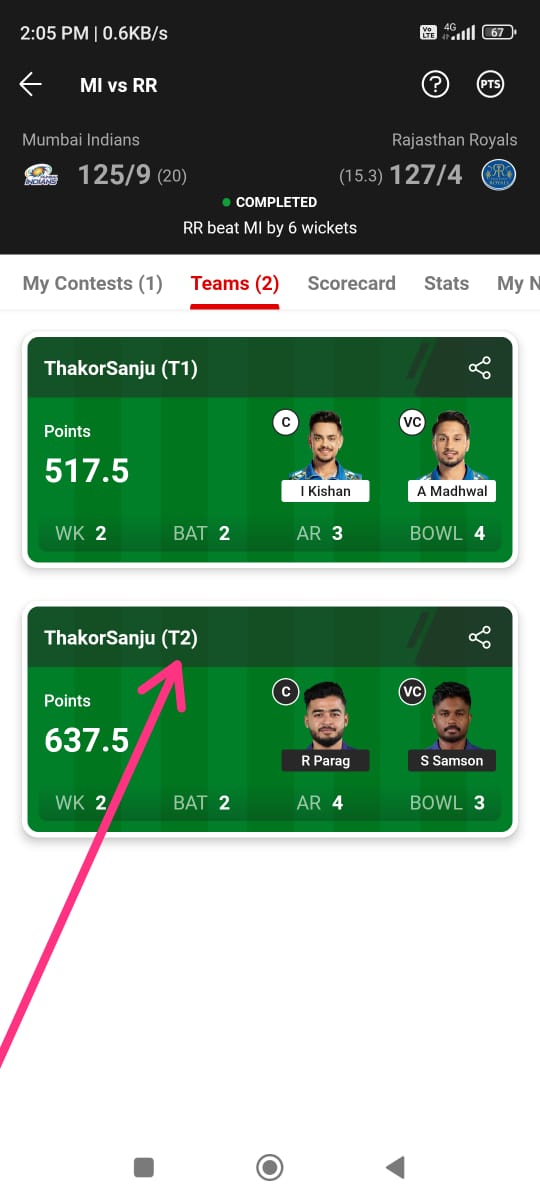 2:05 PM | 0.6KB/s
Vo LTE 4G 67
MI vs RR
? PTS
Mumbai Indians Rajasthan Royals
125/9 (20) (15.3) 127/4
COMPLETED
RR beat MI by 6 wickets
My Contests (1) Teams (2) Scorecard Stats My N
ThakorSanju (T1)
Points
517.5
C VC
I Kishan A Madhwal
WK 2 BAT 2 AR 3 BOWL 4
ThakorSanju (T2)
Points
637.5
C VC
R Parag S Samson
WK 2 BAT 2 AR 4 BOWL 3